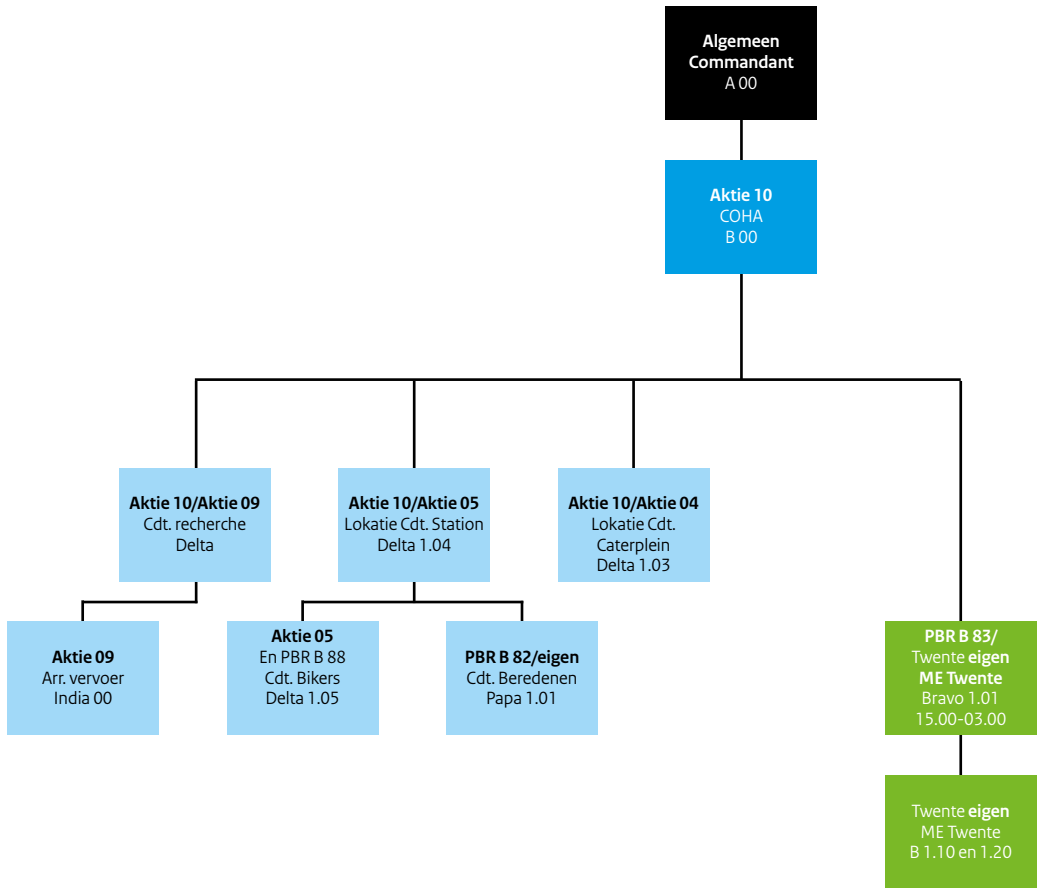 Algemeen
Commandant
A 00
Aktie 10
COHA
B 00
Aktie 10/Aktie 09
Cdt. recherche
Delta
Aktie 10/Aktie 05
Lokatie Cdt. Station
Delta 1.04
Aktie 10/Aktie 04
Lokatie Cdt.
Caterplein
Delta 1.03
Aktie 09
Arr. vervoer
India 00
Aktie 05
En PBR B 88
Cdt. Bikers
Delta 1.05
PBR B 82/eigen
Cdt. Beredenen
Papa 1.01
PBR B 83/
Twente eigen
ME Twente
Bravo 1.01
15.00-03.00
Twente eigen
ME Twente
B 1.10 en 1.20